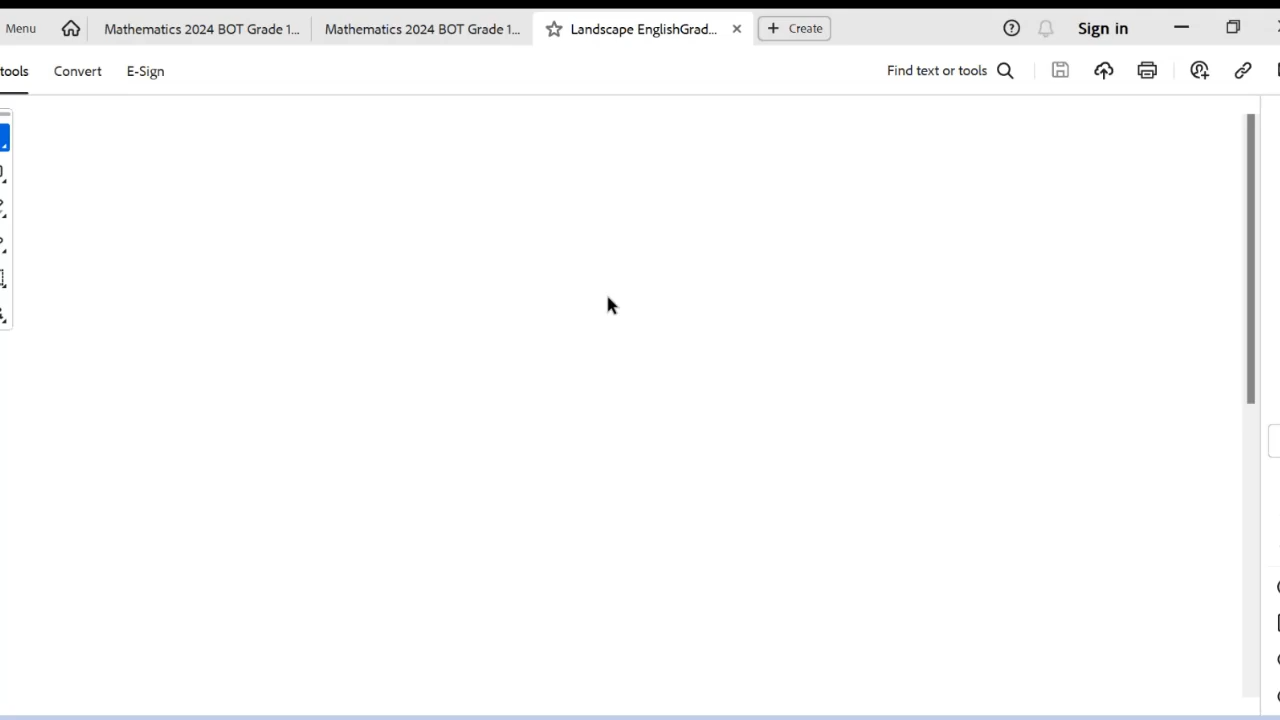 Menu Mathematics 2024 BOT Grade 1... Mathematics 2024 BOT Grade 1... Landscape EnglishGrad... Create Sign in
tools Convert E-Sign Find text or tools